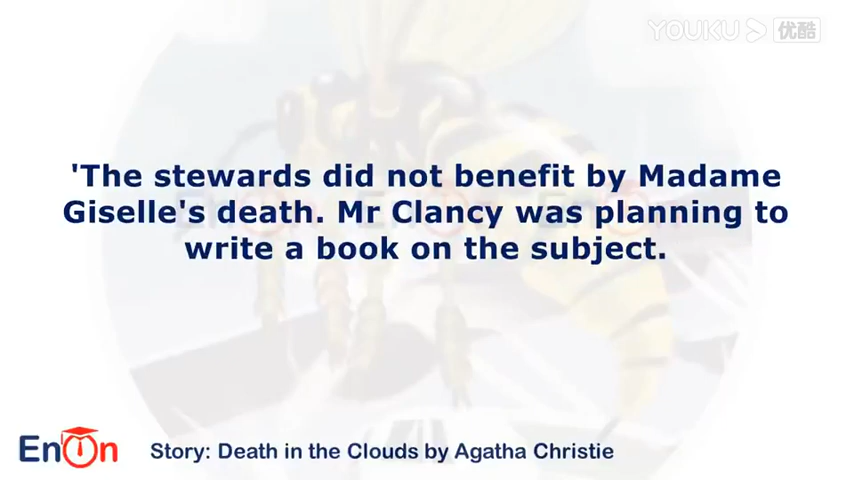 YOUKU 优酷
'The stewards did not benefit by Madame
Giselle's death. Mr Clancy was planning to
write a book on the subject.
EnOn
Story: Death in the Clouds by Agatha Christie